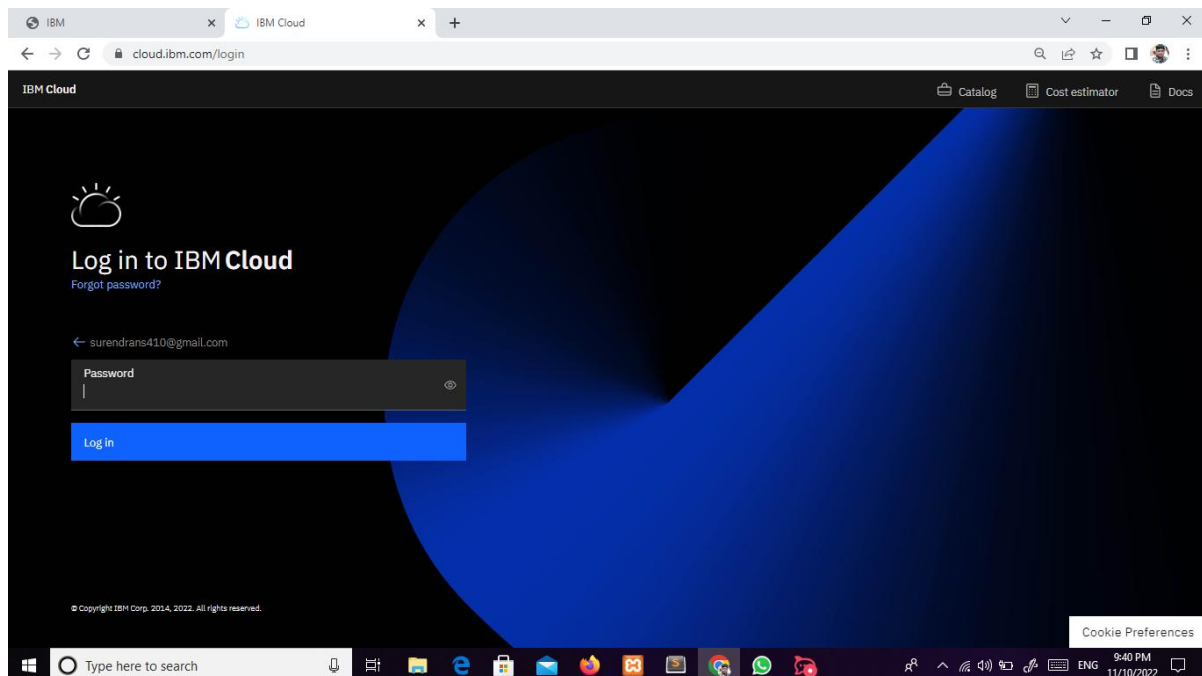 IBM
IBM Cloud
cloud.ibm.com/login
IBM Cloud
Catalog
Cost estimator
Docs
Log in to IBM Cloud
Forgot password?
← surendrans410@gmail.com
Password
Log in
© Copyright IBM Corp. 2014, 2022. All rights reserved.
Cookie Preferences
Type here to search
ENG
9:40 PM
11/10/2022